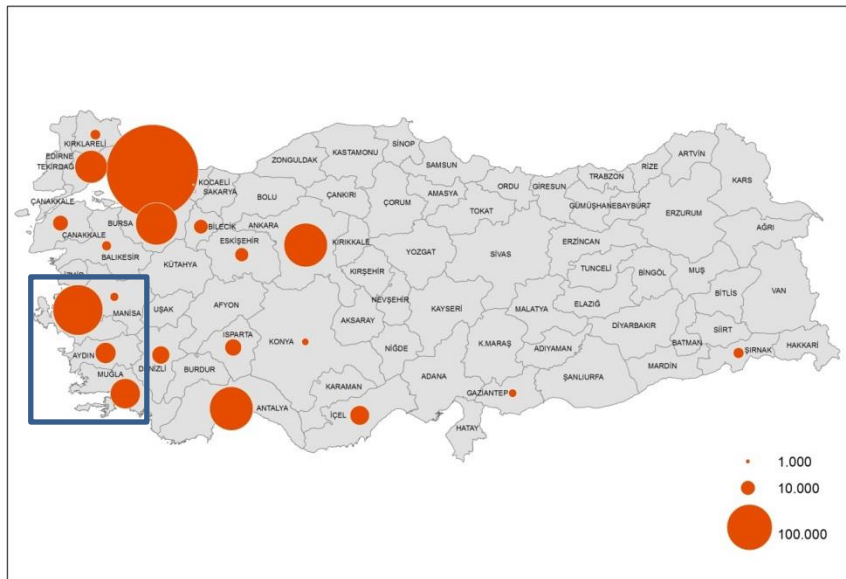 KIRKLARELİ
EDİRNE
TEKİRDAĞ
KOCAELİ
SAKARYA
ZONGULDAK
KASTAMONU
SİNOP
SAMSUN
ORDU
GİRESUN
TRABZON
RİZE
ARTVİN
KARS
BOLU
ÇANKIRI
ÇORUM
AMASYA
TOKAT
GÜMÜŞHANE
BAYBURT
ERZURUM
AĞRI
ÇANAKKALE
ÇANAKKALE
BURSA
BİLECİK
ESKİŞEHİR
ANKARA
KIRIKKALE
YOZGAT
SİVAS
ERZİNCAN
TUNCELİ
BİNGÖL
MUŞ
BALIKESİR
KÜTAHYA
KIRŞEHİR
NEVŞEHİR
KAYSERİ
MALATYA
ELAZIĞ
BİTLİS
VAN
İZMİR
MANİSA
UŞAK
AFYON
AKSARAY
DİYARBAKIR
BATMAN
SİİRT
ŞIRNAK
HAKKARİ
AYDIN
DENİZLİ
ISPARTA
KONYA
NİĞDE
K.MARAŞ
ADIYAMAN
MARDİN
MUĞLA
BURDUR
ANTALYA
KARAMAN
İÇEL
ADANA
GAZİANTEP
ŞANLIURFA
HATAY
1.000
10.000
100.000